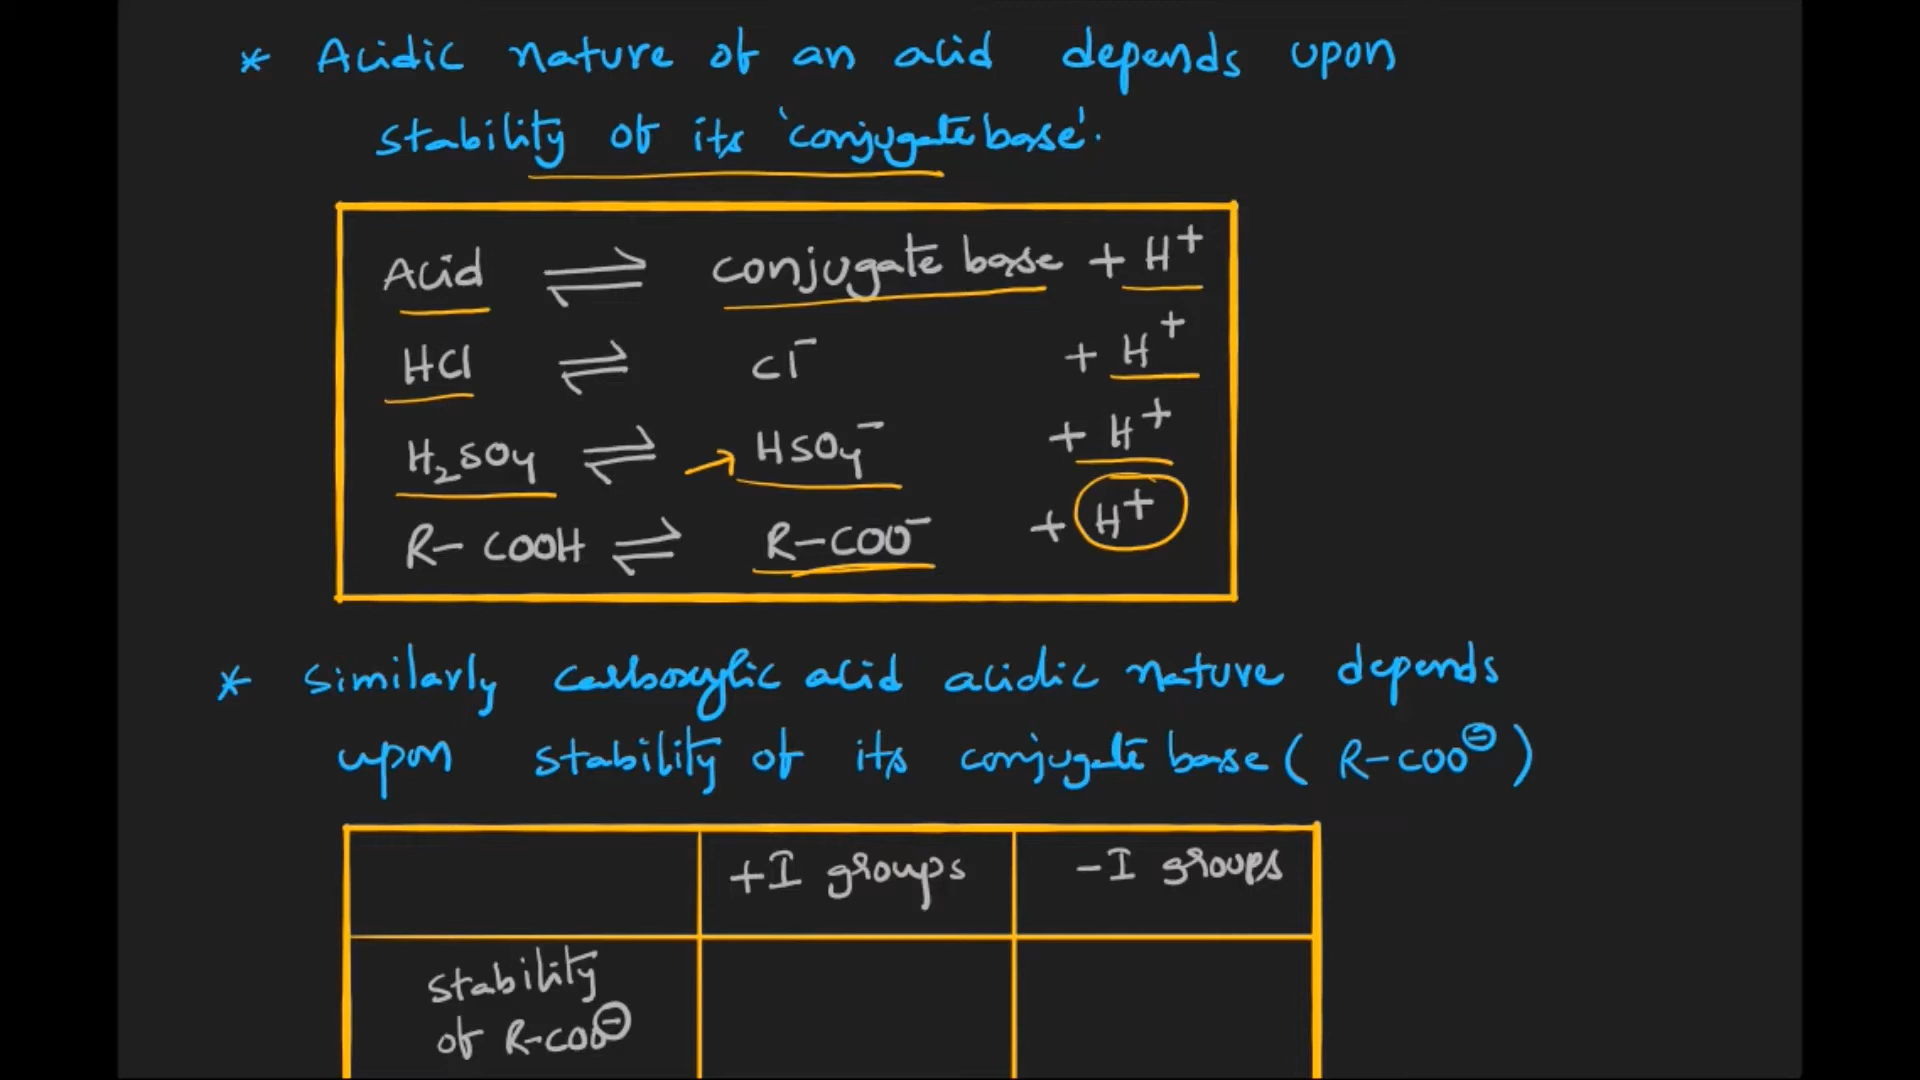 * Acidic nature of an acid depends upon
stability of its 'conjugate base'.
Acid ⇌ conjugate base + H⁺
HCl ⇌ Cl⁻ + H⁺
H₂SO₄ ⇌ → HSO₄⁻ + H⁺
R-COOH ⇌ R-COO⁻ + H⁺
* Similarly carboxylic acid acidic nature depends
upon stability of its conjugate base (R-COO⊖)
+I groups -I groups
stability
of R-COO⊖